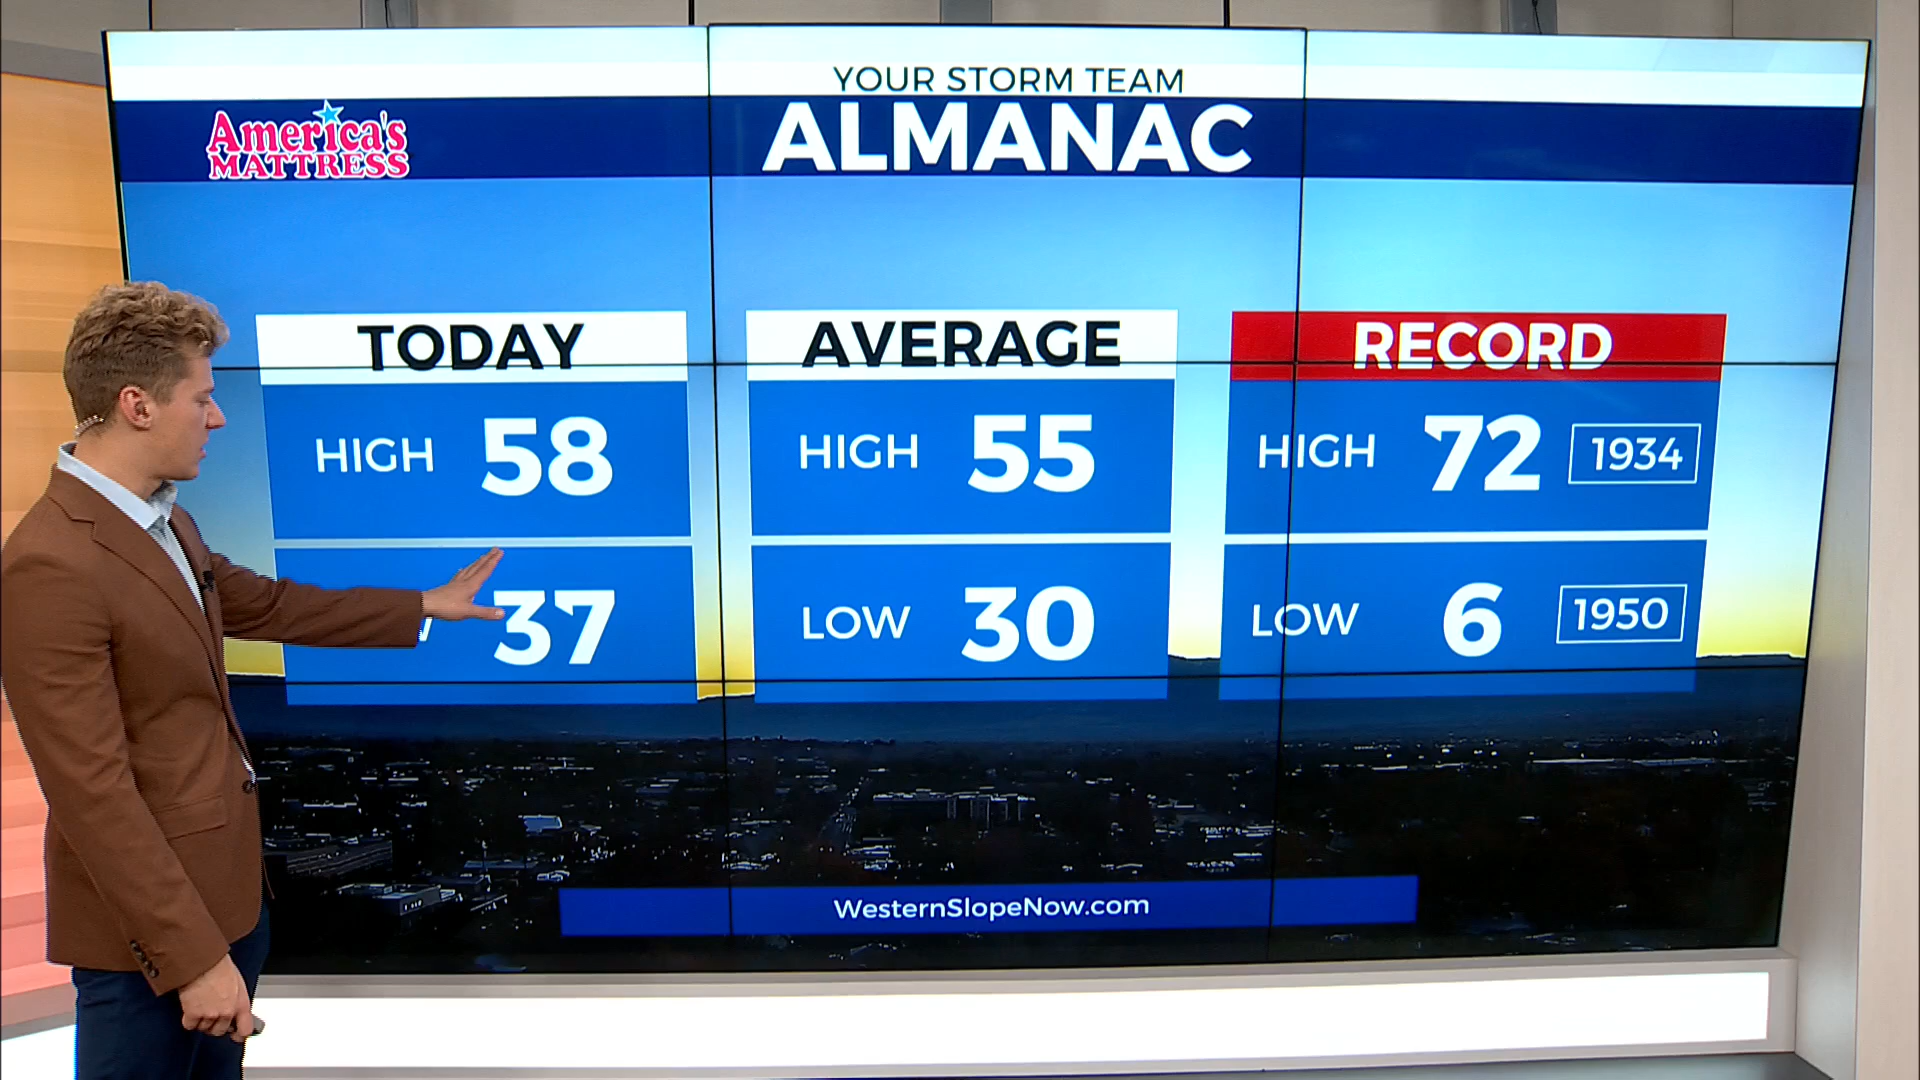 YOUR STORM TEAM
America's
MATTRESS
ALMANAC
TODAY
HIGH 58
37
AVERAGE
HIGH 55
LOW 30
RECORD
HIGH 72 1934
LOW 6 1950
WesternSlopeNow.com